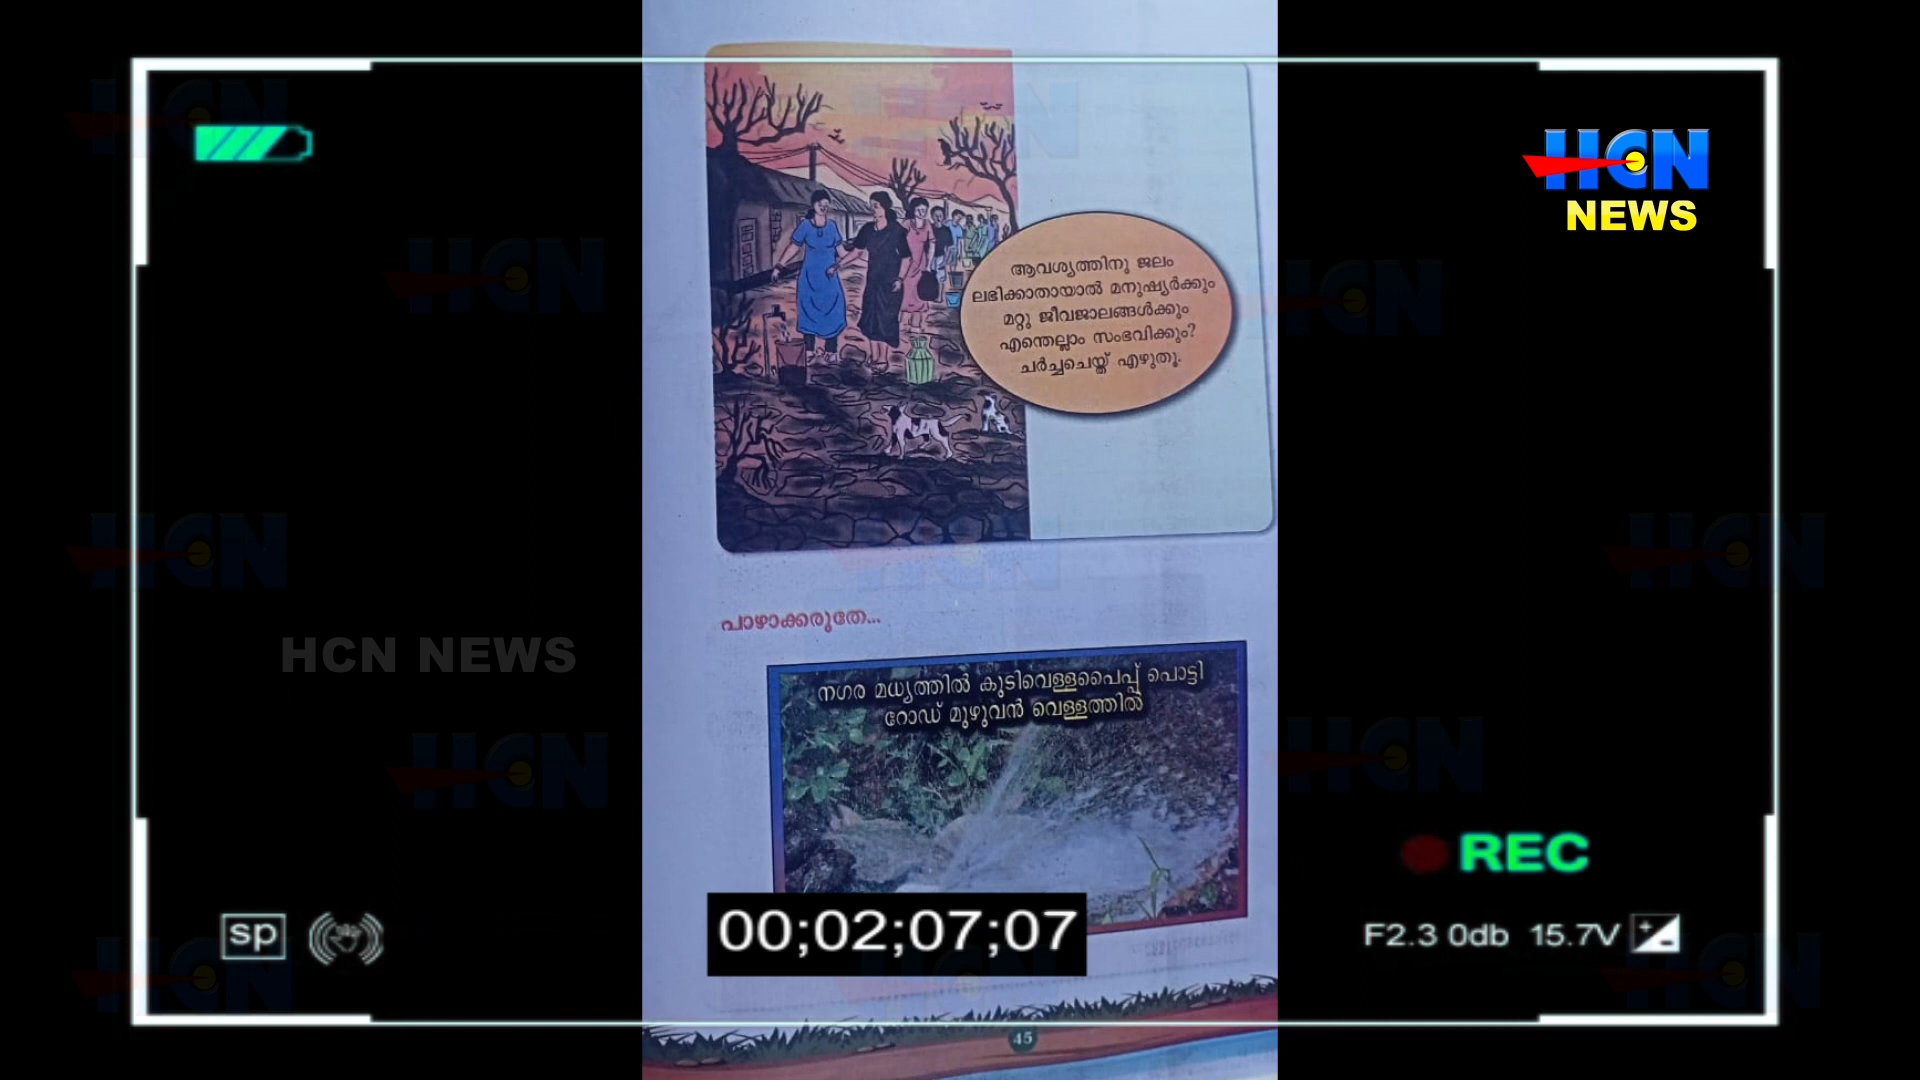 HCN
NEWS
ആവശ്യത്തിനു ജലം
ലഭിക്കാതായാൽ മനുഷ്യർക്കും
മറ്റു ജീവജാലങ്ങൾക്കും
എന്തെല്ലാം സംഭവിക്കും?
ചർച്ചചെയ്ത് എഴുതൂ.
പാഴാക്കരുതേ...
HCN NEWS
നഗര മധ്യത്തിൽ കുടിവെള്ളപൈപ്പ് പൊട്ടി
റോഡ് മുഴുവൻ വെള്ളത്തിൽ
REC
sp
00;02;07;07
F2.3 0db 15.7V
45